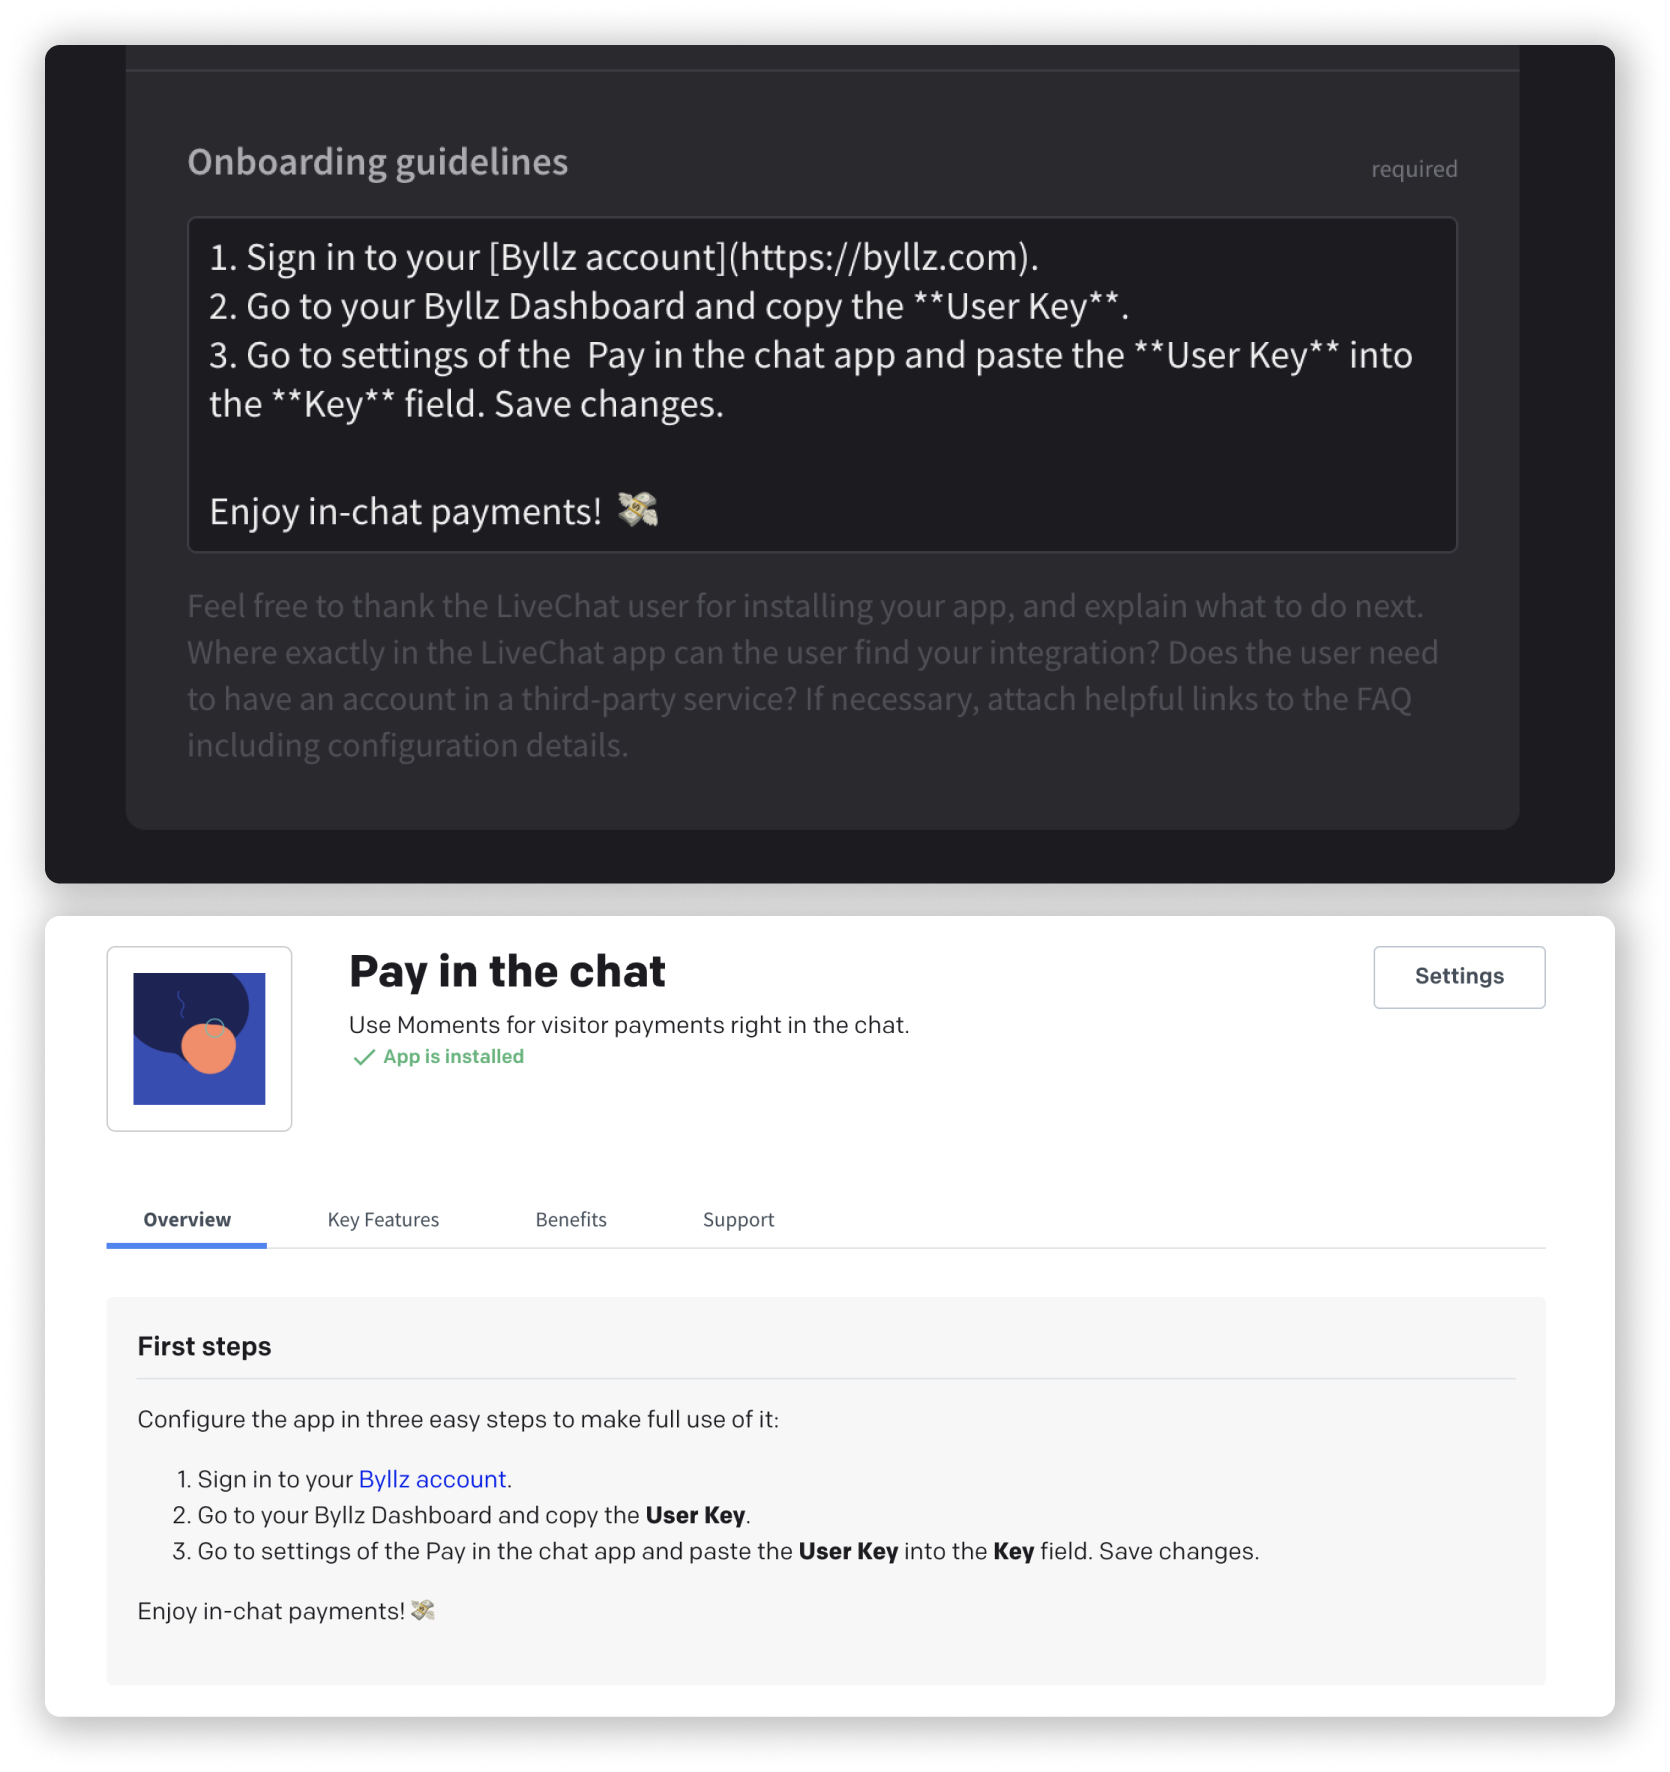 Onboarding guidelines
required
1. Sign in to your [Byllz account](https://byllz.com).
2. Go to your Byllz Dashboard and copy the **User Key**.
3. Go to settings of the  Pay in the chat app and paste the **User Key** into
the **Key** field. Save changes.
Enjoy in-chat payments! 💸
Feel free to thank the LiveChat user for installing your app, and explain what to do next.
Where exactly in the LiveChat app can the user find your integration? Does the user need
to have an account in a third-party service? If necessary, attach helpful links to the FAQ
including configuration details.
Pay in the chat
Settings
Use Moments for visitor payments right in the chat.
App is installed
Overview
Key Features
Benefits
Support
First steps
Configure the app in three easy steps to make full use of it:
1. Sign in to your Byllz account.
2. Go to your Byllz Dashboard and copy the User Key.
3. Go to settings of the Pay in the chat app and paste the User Key into the Key field. Save changes.
Enjoy in-chat payments! 💸